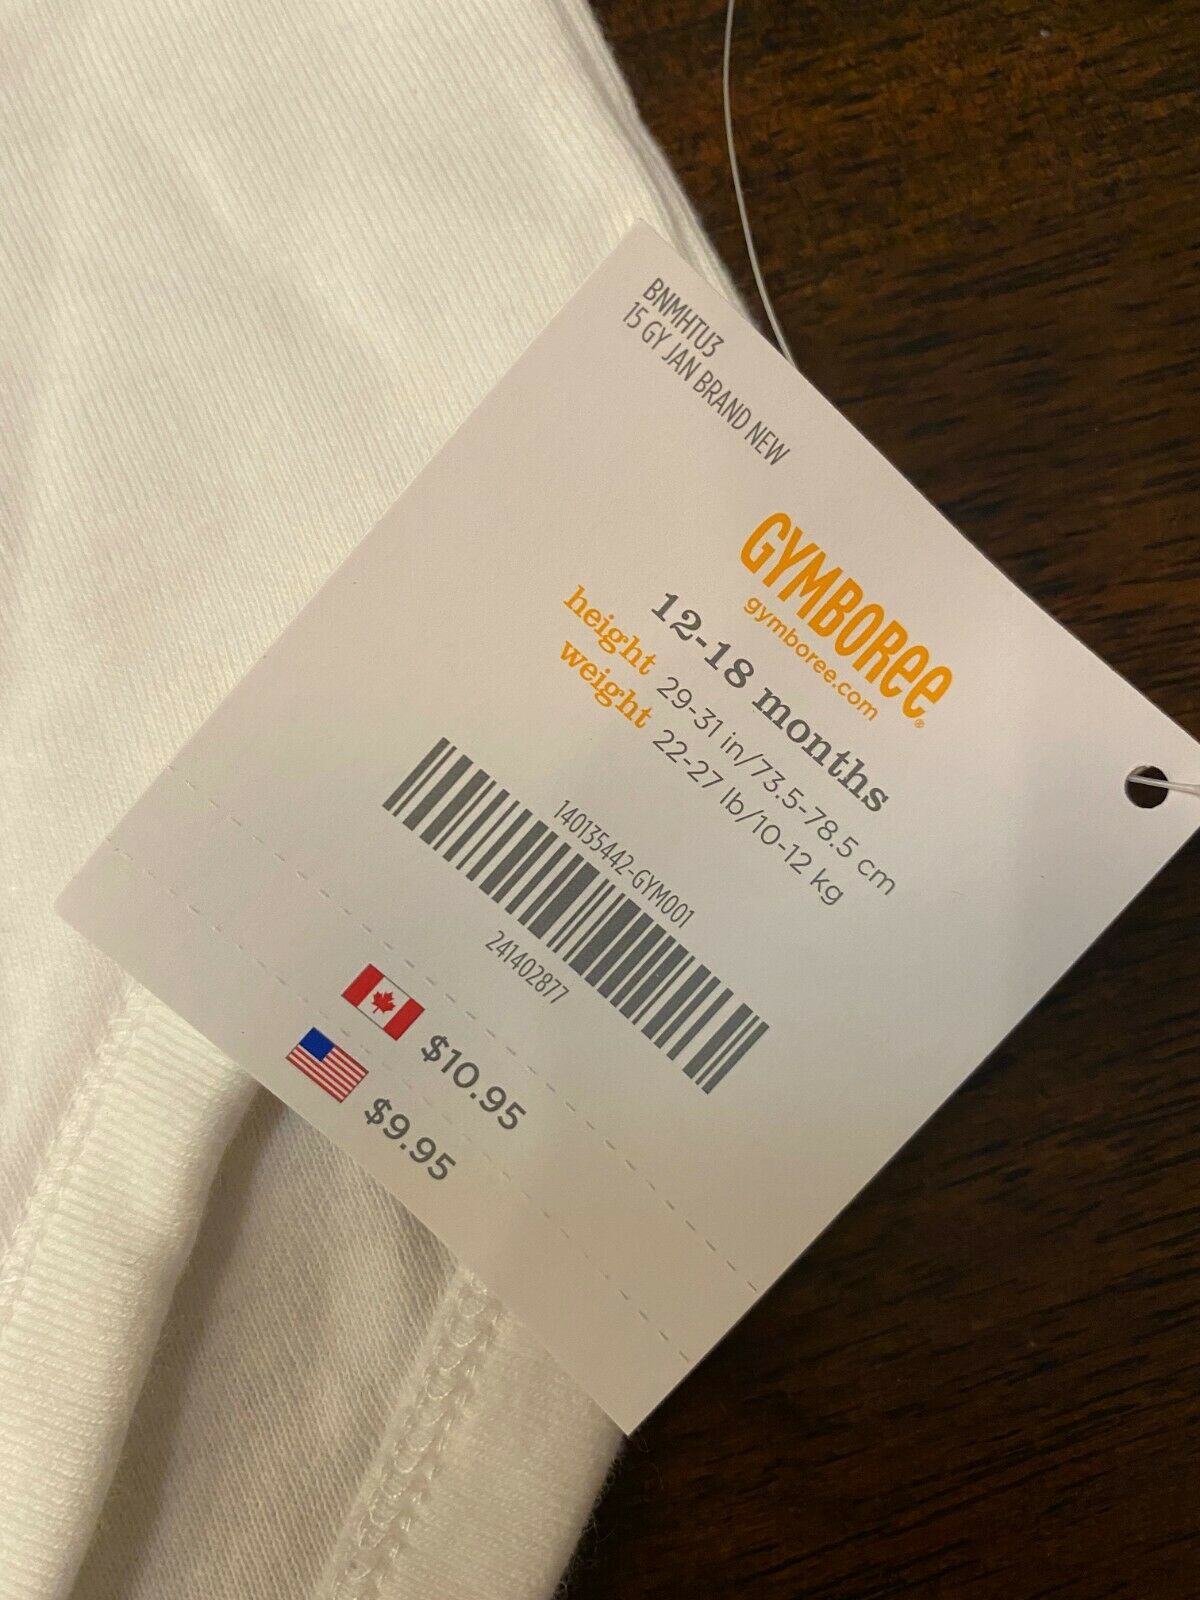 BNMHTU3
15 GY JAN BRAND NEW
GYMBOREE®
gymboree.com
12-18 months
height 29-31 in/73.5-78.5 cm
weight 22-27 lb/10-12 kg
140135442-GYM001
241402877
$10.95
$9.95